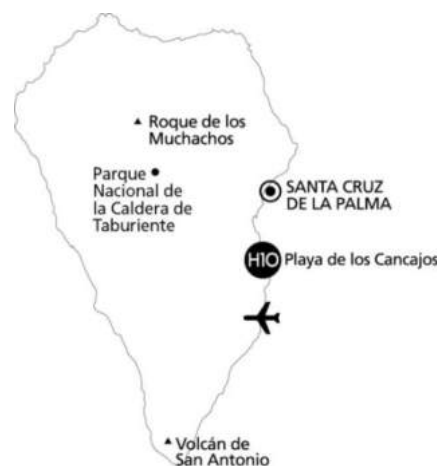 Roque de los
Muchachos
Parque
Nacional de
la Caldera de
Taburiente
SANTA CRUZ
DE LA PALMA
H10
Playa de los Cancajos
Volcán de
San Antonio